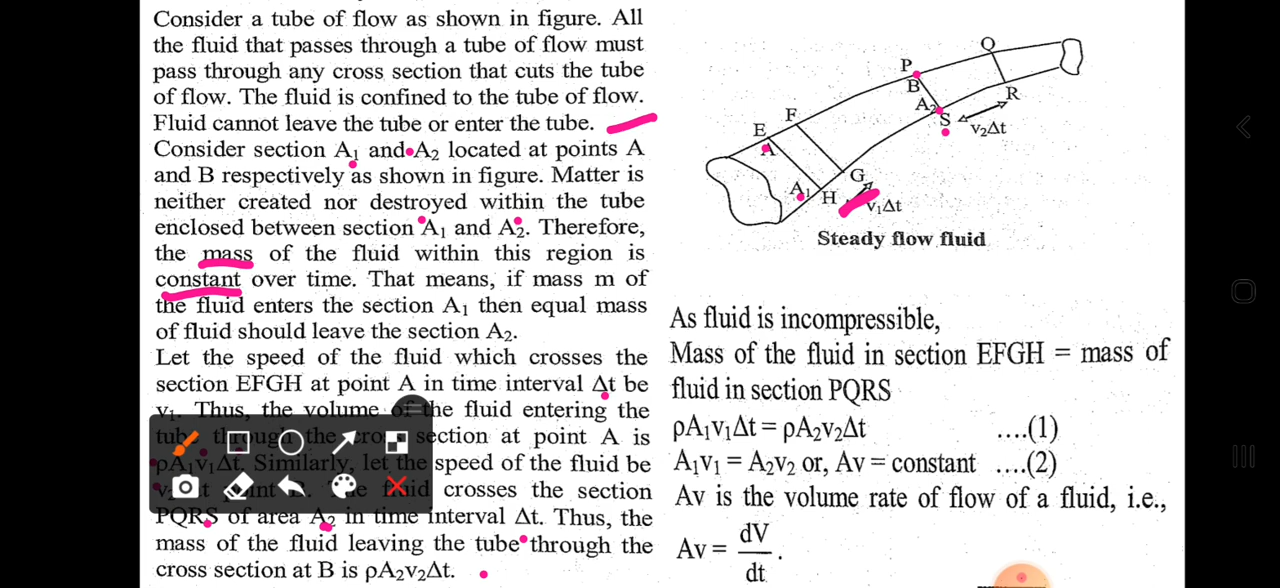 Consider a tube of flow as shown in figure. All
the fluid that passes through a tube of flow must
pass through any cross section that cuts the tube
of flow. The fluid is confined to the tube of flow.
Fluid cannot leave the tube or enter the tube.
Consider section A₁ and A₂ located at points A
and B respectively as shown in figure. Matter is
neither created nor destroyed within the tube
enclosed between section A₁ and A₂. Therefore,
the mass of the fluid within this region is
constant over time. That means, if mass m of
the fluid enters the section A₁ then equal mass
of fluid should leave the section A₂.
Let the speed of the fluid which crosses the
section EFGH at point A in time interval Δt be
v₁. Thus, the volume of the fluid entering the
tube through the cross section at point A is
ρA₁v₁Δt. Similarly, let the speed of the fluid be
v₂ at point B. The fluid crosses the section
PQRS of area A₂ in time interval Δt. Thus, the
mass of the fluid leaving the tube through the
cross section at B is ρA₂v₂Δt.
Q
P
B
R
A₂
S
v₂Δt
F
E
A
G
A₁
H
v₁Δt
Steady flow fluid
As fluid is incompressible,
Mass of the fluid in section EFGH = mass of
fluid in section PQRS
ρA₁v₁Δt = ρA₂v₂Δt ....(1)
A₁v₁ = A₂v₂ or, Av = constant ....(2)
Av is the volume rate of flow of a fluid, i.e.,
Av = dV/dt.